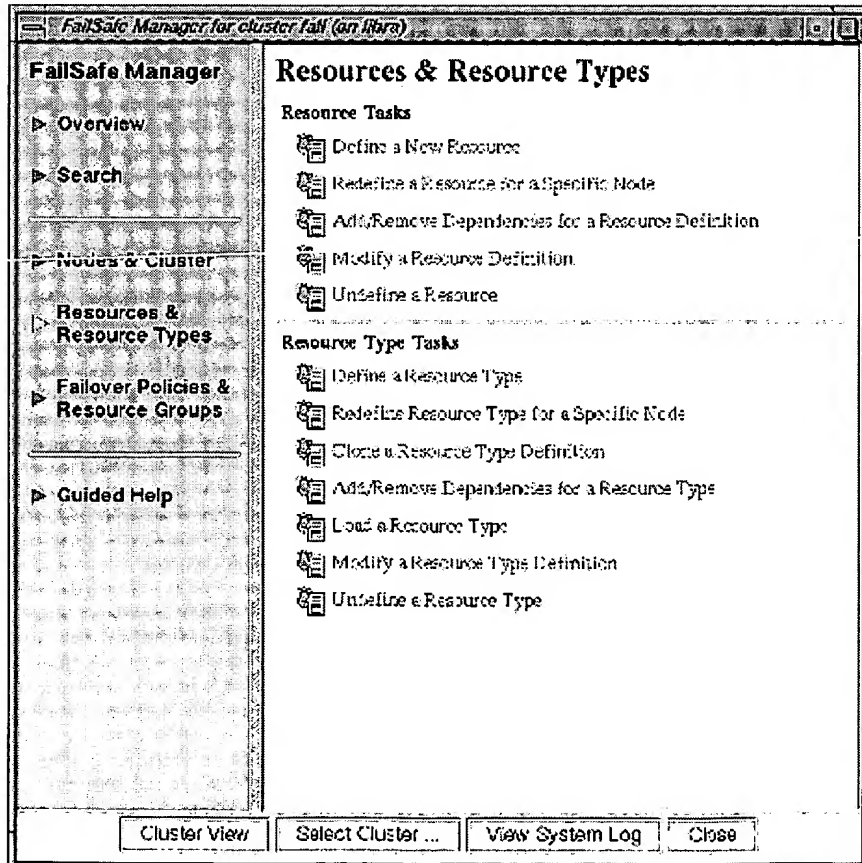 FailSafe Manager for cluster fall (on libra)
FailSafe Manager
Overview
Search
Nodes & Cluster
Resources &
Resource Types
Failover Policies &
Resource Groups
Guided Help
Resources & Resource Types
Resource Tasks
Define a New Resource
Redefine a Resource for a Specific Node
Add/Remove Dependencies for a Resource Definition
Modify a Resource Definition
Undefine a Resource
Resource Type Tasks
Define a Resource Type
Redefine Resource Type for a Specific Node
Clone a Resource Type Definition
Add/Remove Dependencies for a Resource Type
Load a Resource Type
Modify a Resource Type Definition
Undefine a Resource Type
Cluster View
Select Cluster ...
View System Log
Close